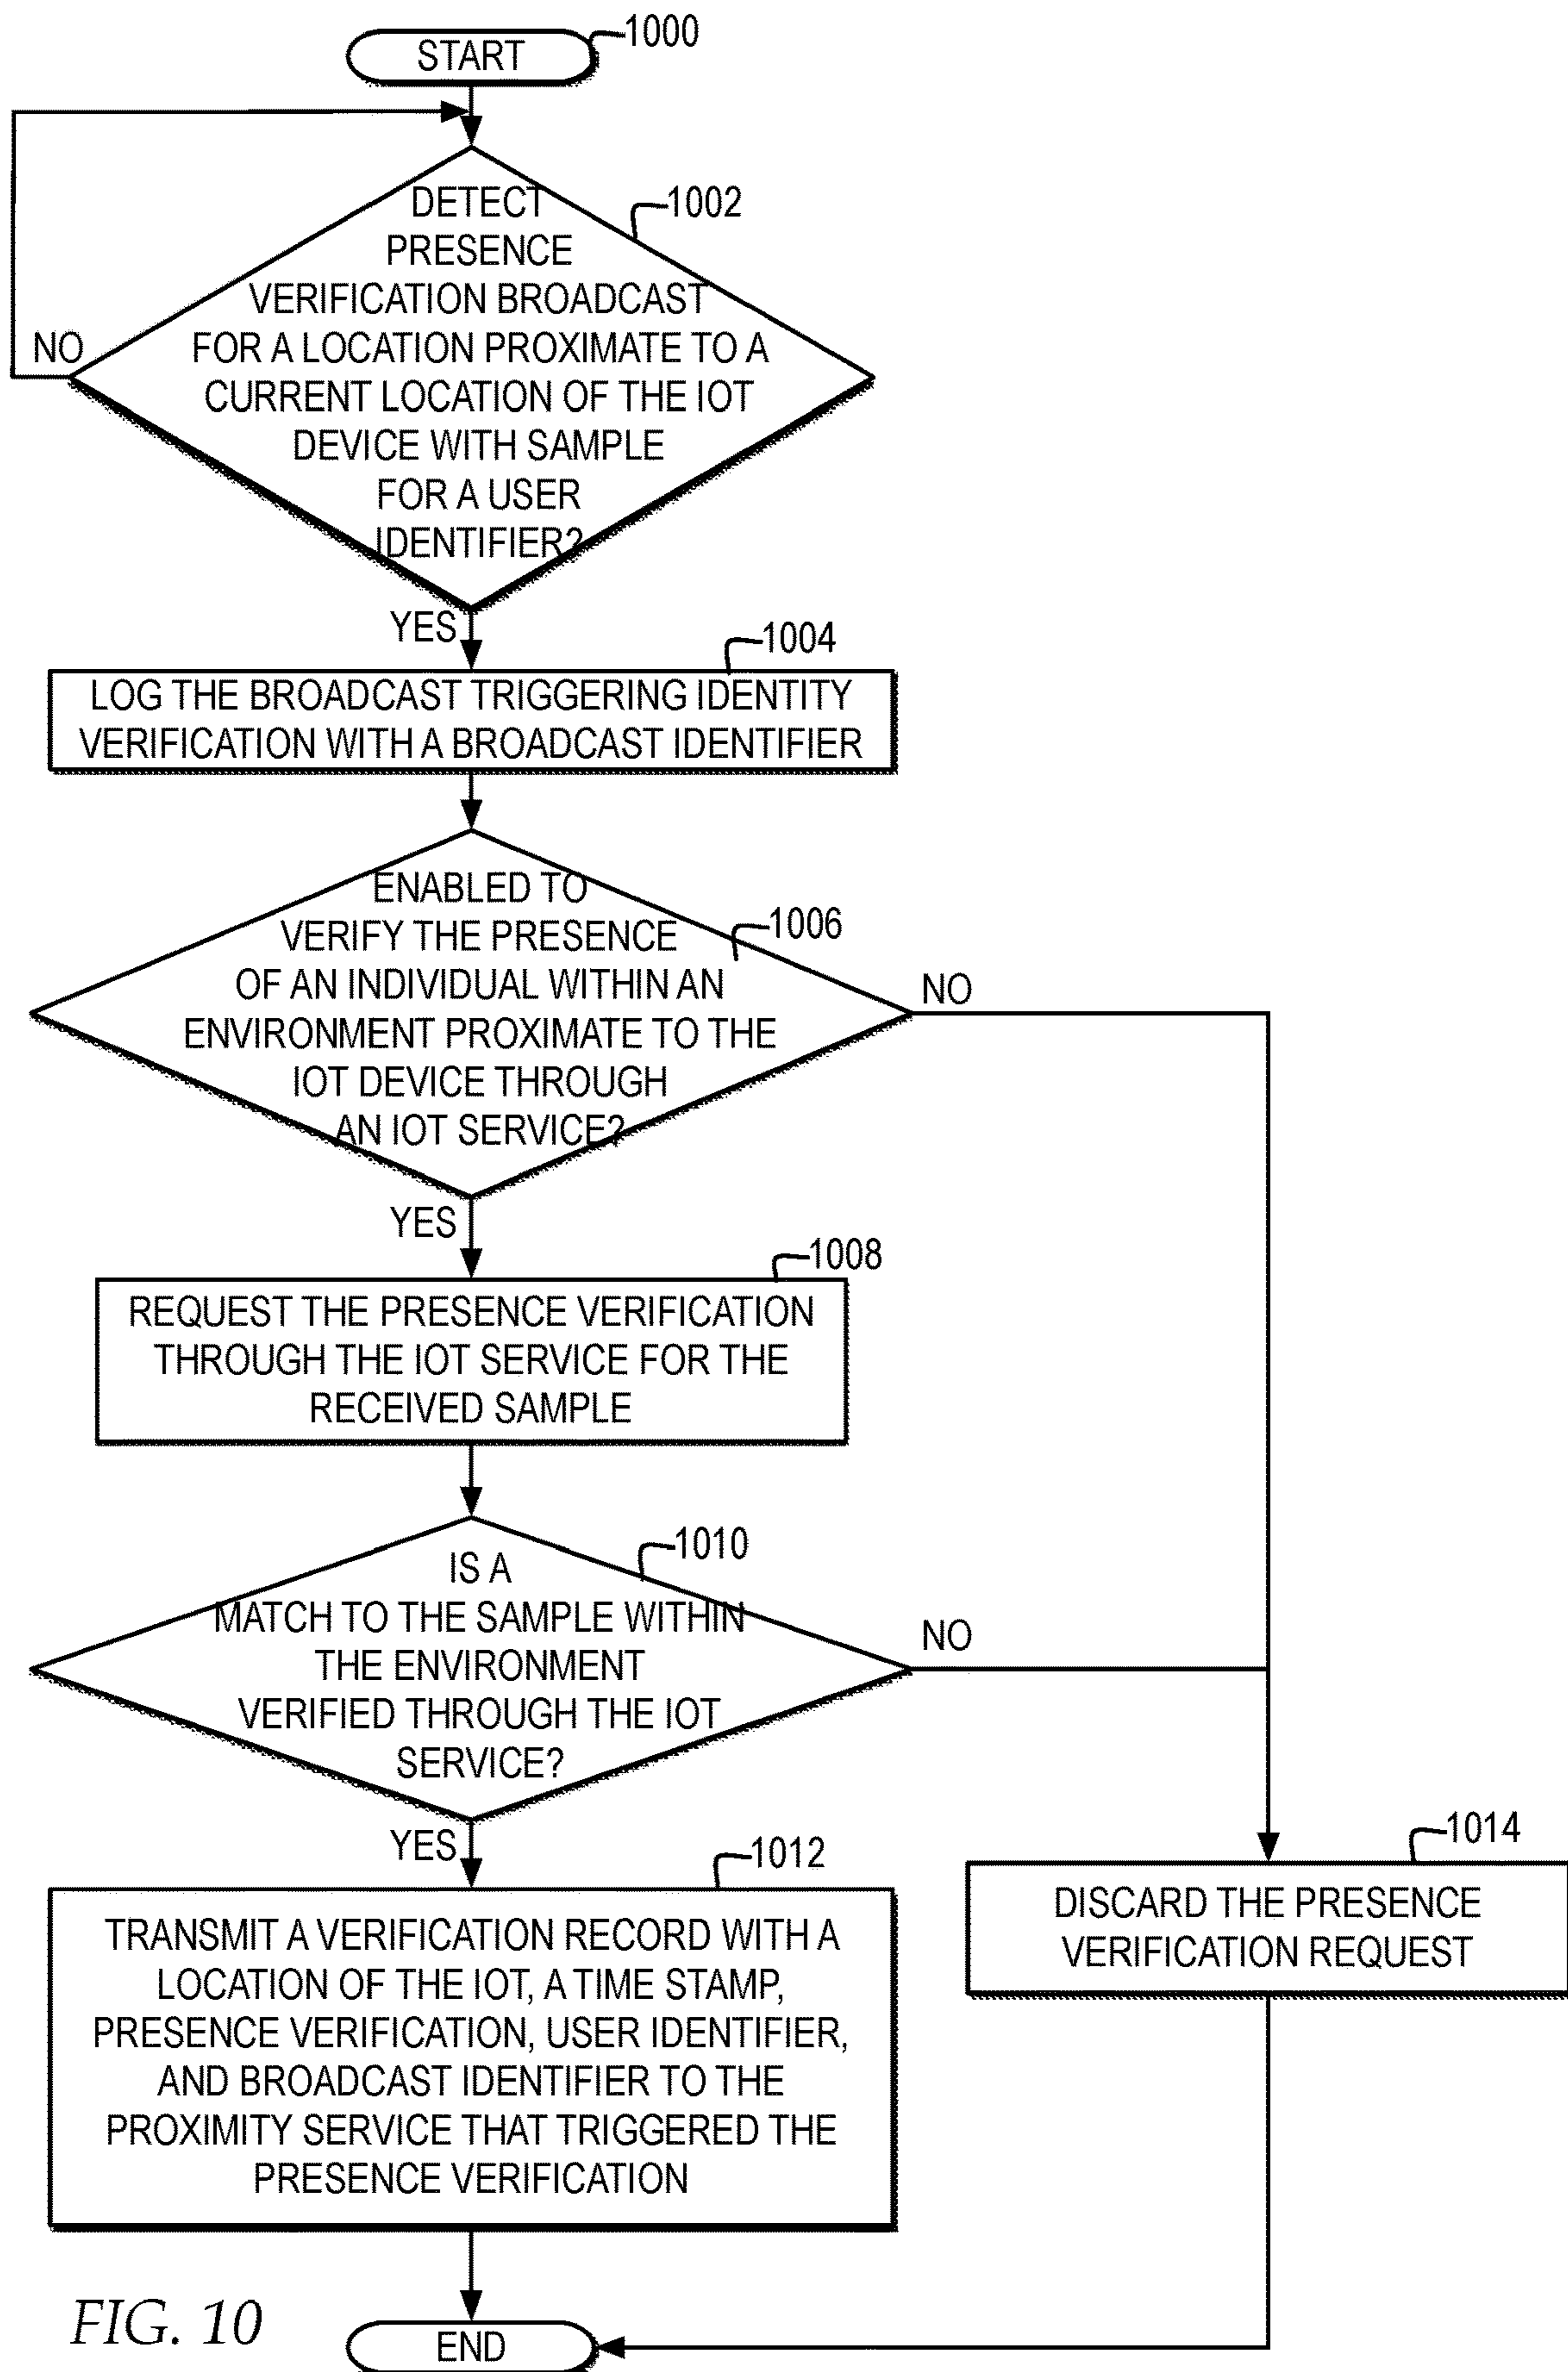 START
1000
DETECT
PRESENCE
VERIFICATION BROADCAST
FOR A LOCATION PROXIMATE TO A
CURRENT LOCATION OF THE IOT
DEVICE WITH SAMPLE
FOR A USER
IDENTIFIER?
1002
NO
YES
1004
LOG THE BROADCAST TRIGGERING IDENTITY
VERIFICATION WITH A BROADCAST IDENTIFIER
ENABLED TO
VERIFY THE PRESENCE
OF AN INDIVIDUAL WITHIN AN
ENVIRONMENT PROXIMATE TO THE
IOT DEVICE THROUGH
AN IOT SERVICE?
1006
NO
YES
1008
REQUEST THE PRESENCE VERIFICATION
THROUGH THE IOT SERVICE FOR THE
RECEIVED SAMPLE
IS A
MATCH TO THE SAMPLE WITHIN
THE ENVIRONMENT
VERIFIED THROUGH THE IOT
SERVICE?
1010
NO
YES
1012
TRANSMIT A VERIFICATION RECORD WITH A
LOCATION OF THE IOT, A TIME STAMP,
PRESENCE VERIFICATION, USER IDENTIFIER,
AND BROADCAST IDENTIFIER TO THE
PROXIMITY SERVICE THAT TRIGGERED THE
PRESENCE VERIFICATION
1014
DISCARD THE PRESENCE
VERIFICATION REQUEST
END
FIG. 10